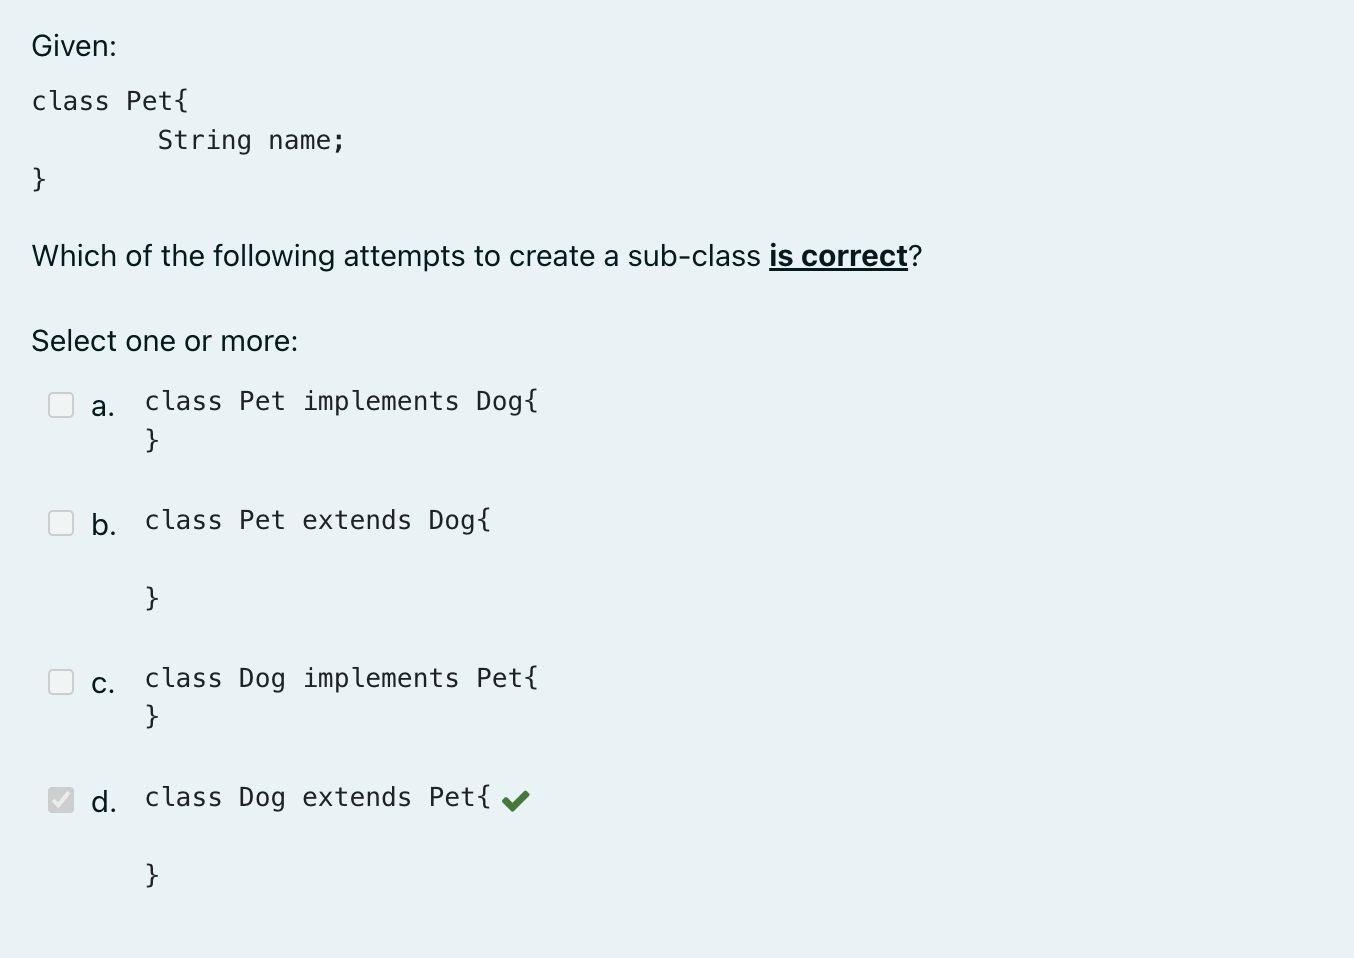 Given:
class Pet{
        String name;
}
Which of the following attempts to create a sub-class is correct?
Select one or more:
a. class Pet implements Dog{
}
b. class Pet extends Dog{
}
c. class Dog implements Pet{
}
d. class Dog extends Pet{
}